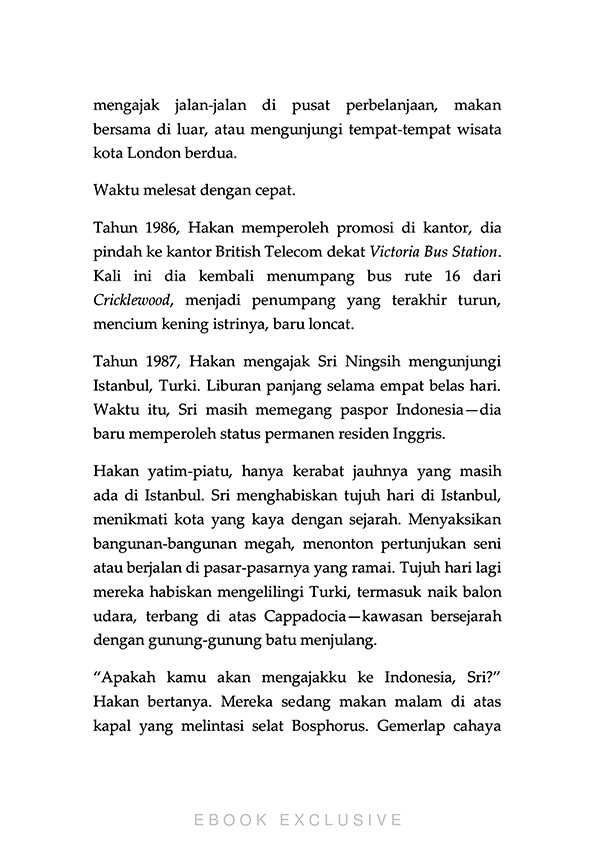 mengajak jalan-jalan di pusat perbelanjaan, makan
bersama di luar, atau mengunjungi tempat-tempat wisata
kota London berdua.
Waktu melesat dengan cepat.
Tahun 1986, Hakan memperoleh promosi di kantor, dia
pindah ke kantor British Telecom dekat Victoria Bus Station.
Kali ini dia kembali menumpang bus rute 16 dari
Cricklewood, menjadi penumpang yang terakhir turun,
mencium kening istrinya, baru loncat.
Tahun 1987, Hakan mengajak Sri Ningsih mengunjungi
Istanbul, Turki. Liburan panjang selama empat belas hari.
Waktu itu, Sri masih memegang paspor Indonesia—dia
baru memperoleh status permanen residen Inggris.
Hakan yatim-piatu, hanya kerabat jauhnya yang masih
ada di Istanbul. Sri menghabiskan tujuh hari di Istanbul,
menikmati kota yang kaya dengan sejarah. Menyaksikan
bangunan-bangunan megah, menonton pertunjukan seni
atau berjalan di pasar-pasarnya yang ramai. Tujuh hari lagi
mereka habiskan mengelilingi Turki, termasuk naik balon
udara, terbang di atas Cappadocia—kawasan bersejarah
dengan gunung-gunung batu menjulang.
“Apakah kamu akan mengajakku ke Indonesia, Sri?”
Hakan bertanya. Mereka sedang makan malam di atas
kapal yang melintasi selat Bosphorus. Gemerlap cahaya
EBOOK EXCLUSIVE